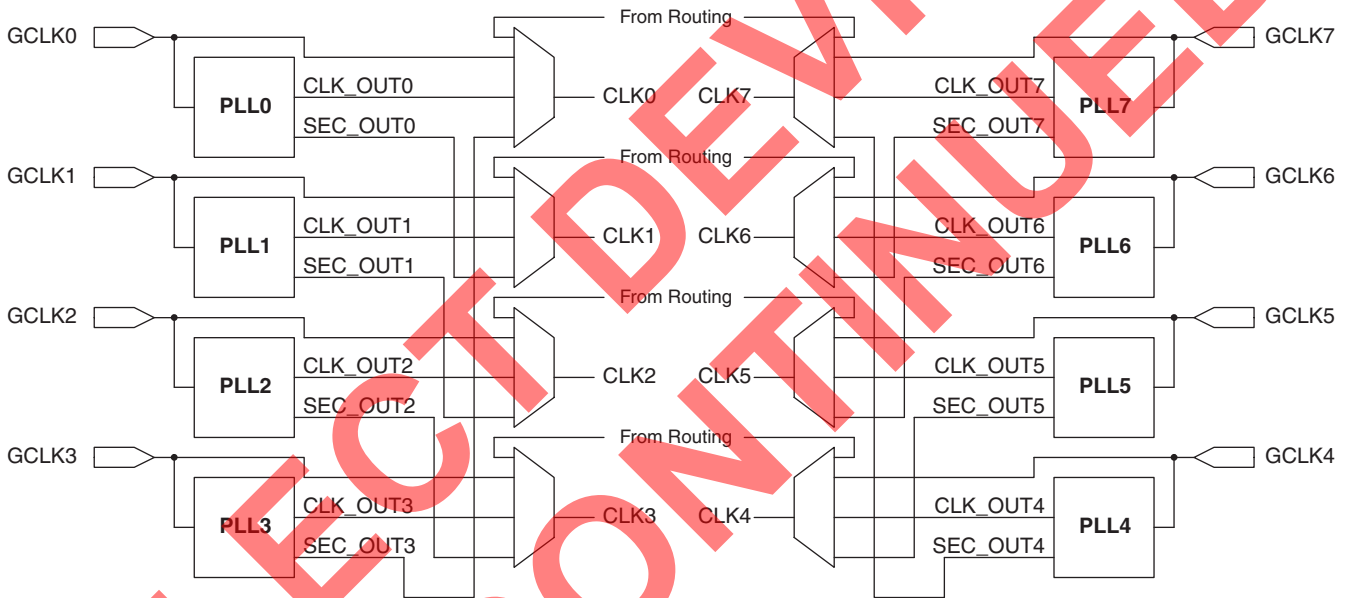 From Routing
GCLK0
GCLK7
CLK_OUT0
CLK_OUT7
PLL0
CLK0
CLK7
PLL7
SEC_OUT0
SEC_OUT7
From Routing
GCLK1
GCLK6
CLK_OUT1
CLK_OUT6
PLL1
CLK1
CLK6
PLL6
SEC_OUT1
SEC_OUT6
From Routing
GCLK2
GCLK5
CLK_OUT2
CLK_OUT5
PLL2
CLK2
CLK5
PLL5
SEC_OUT2
SEC_OUT5
From Routing
GCLK3
GCLK4
CLK_OUT3
CLK_OUT4
PLL3
CLK3
CLK4
PLL4
SEC_OUT3
SEC_OUT4